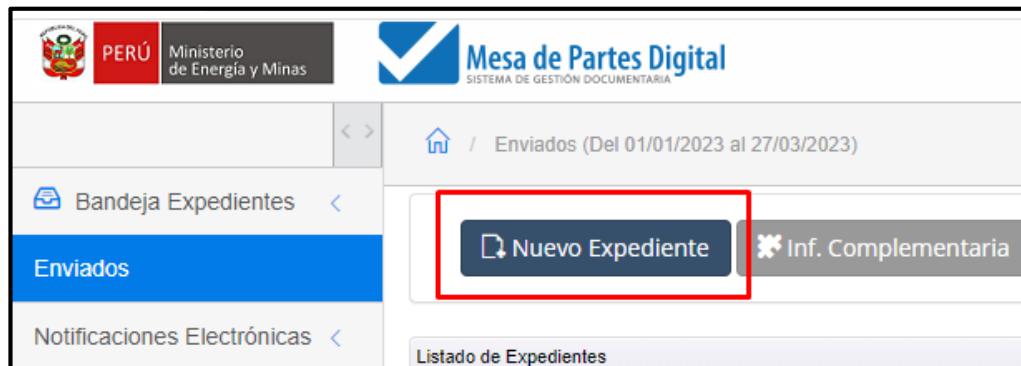 PERÚ
Ministerio
de Energía y Minas
Mesa de Partes Digital
SISTEMA DE GESTIÓN DOCUMENTARIA
/ Enviados (Del 01/01/2023 al 27/03/2023)
Bandeja Expedientes
Enviados
Notificaciones Electrónicas
Nuevo Expediente
Inf. Complementaria
Listado de Expedientes